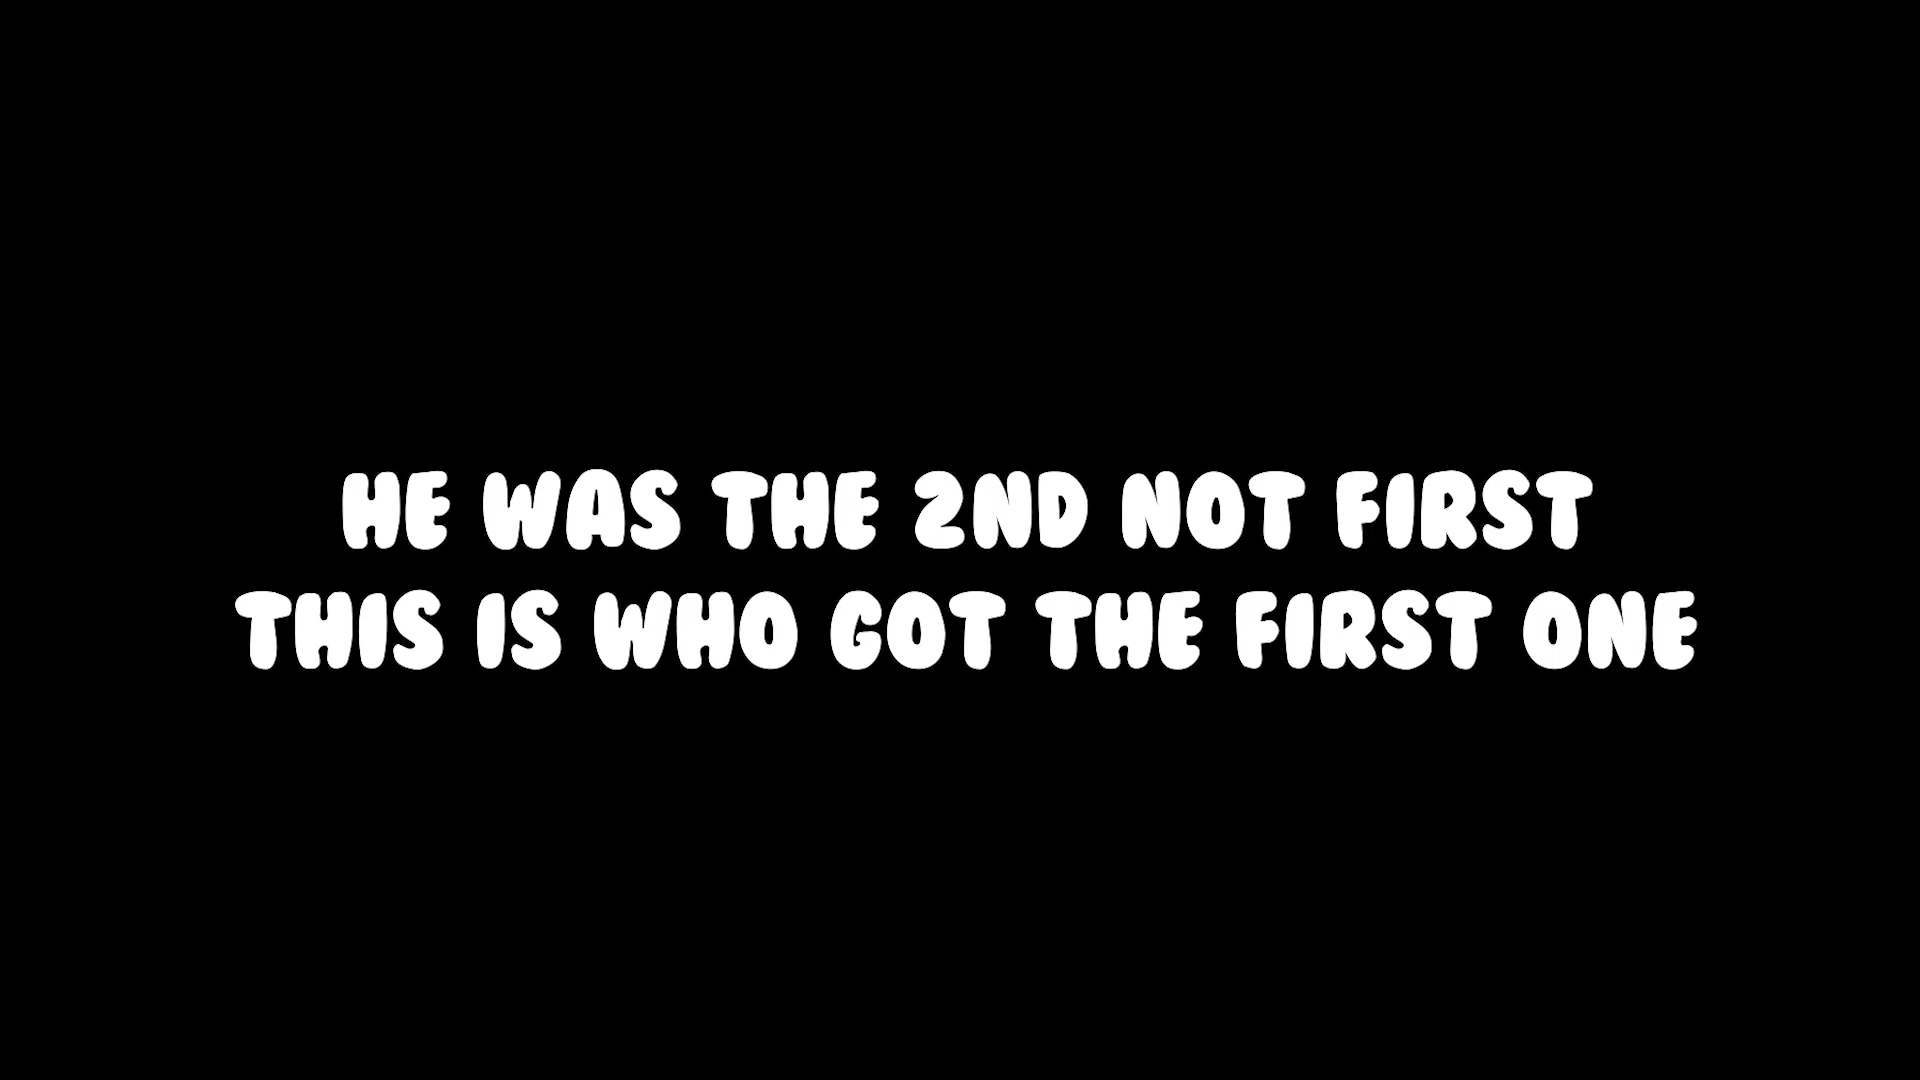 HE WAS THE 2ND NOT FIRST
THIS IS WHO GOT THE FIRST ONE